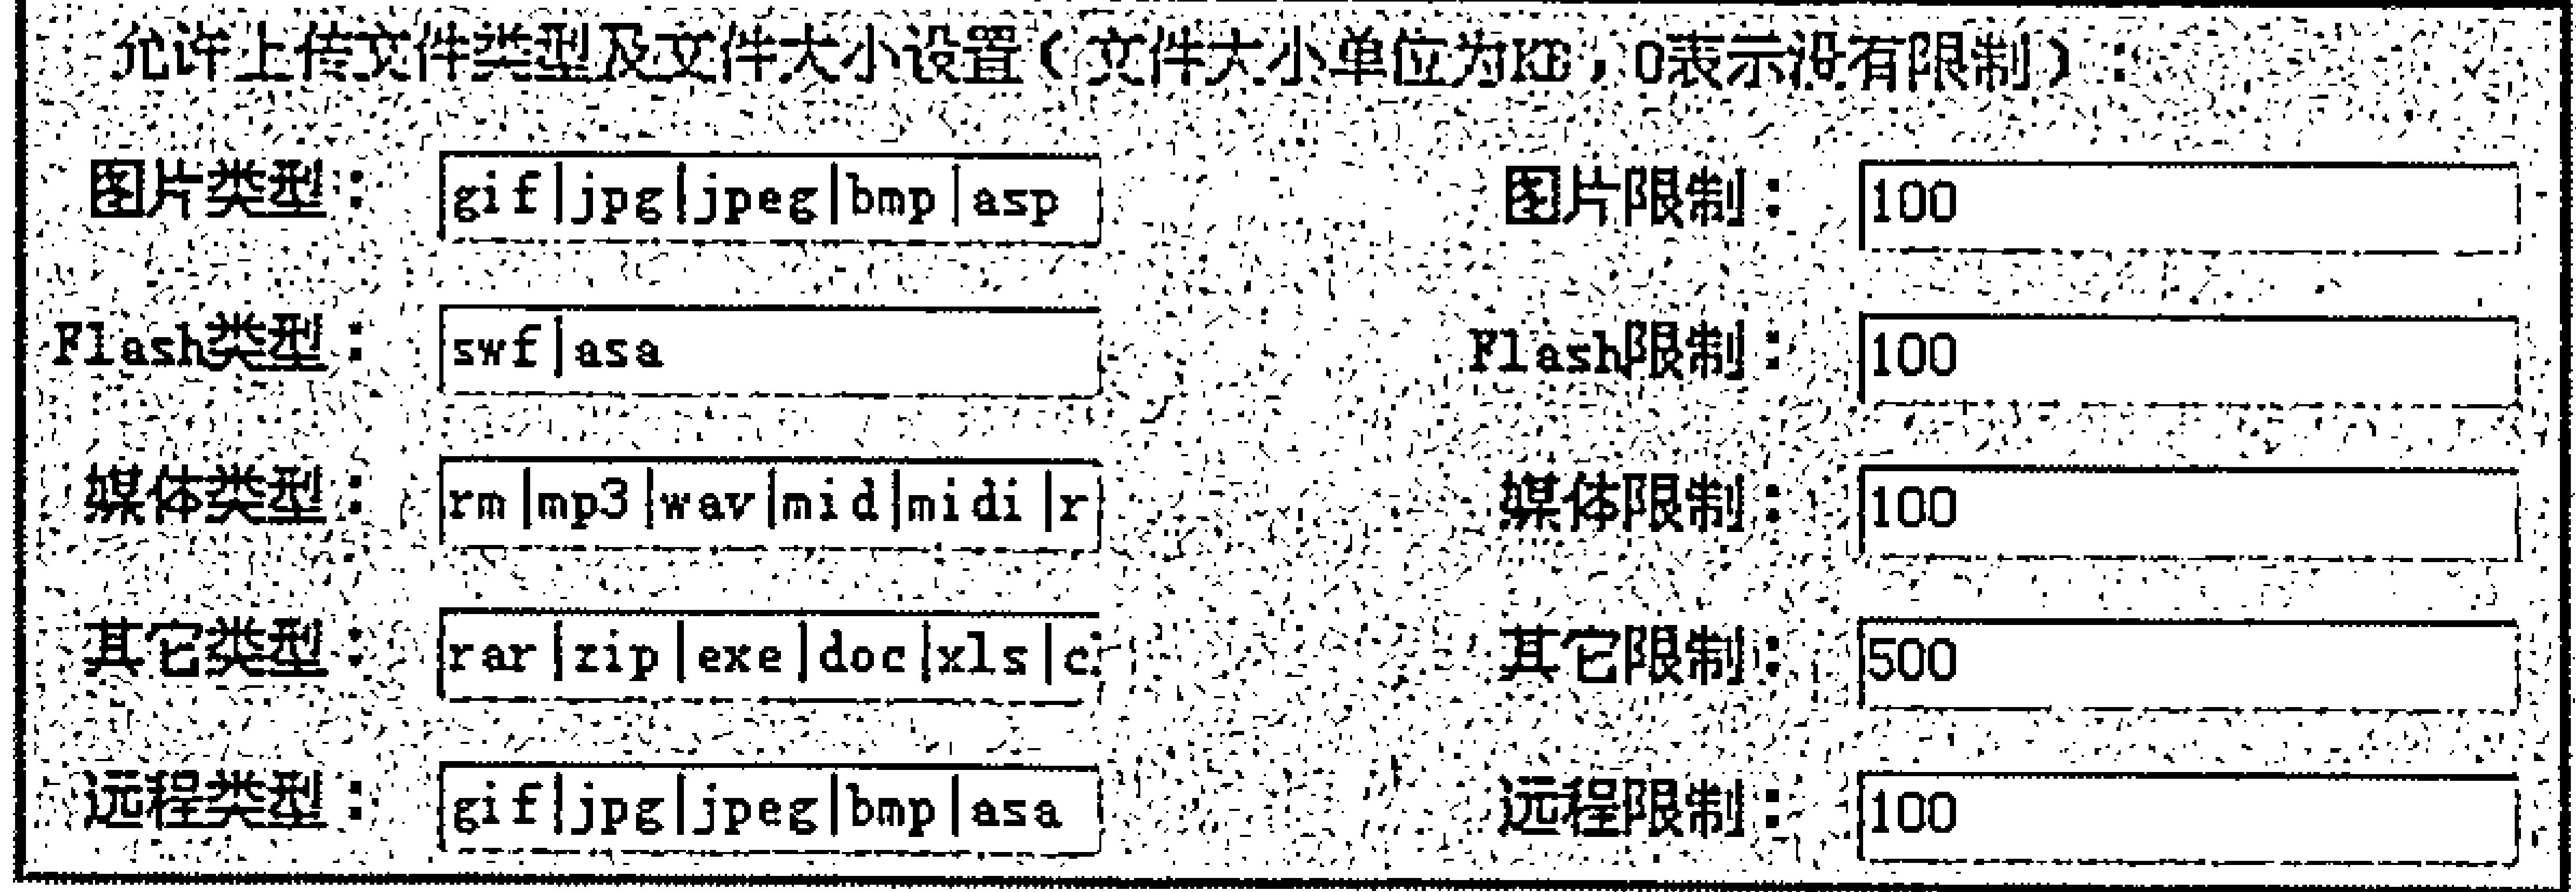 允许上传文件类型及文件大小设置(文件大小单位为KB,0表示没有限制):
图片类型: gif|jpg|jpeg|bmp|asp 图片限制: 100
Flash类型: swf|asa Flash限制: 100
媒体类型: rm|mp3|wav|mid|midi|r 媒体限制: 100
其它类型: rar|zip|exe|doc|xls|c 其它限制: 500
远程类型: gif|jpg|jpeg|bmp|asa 远程限制: 100